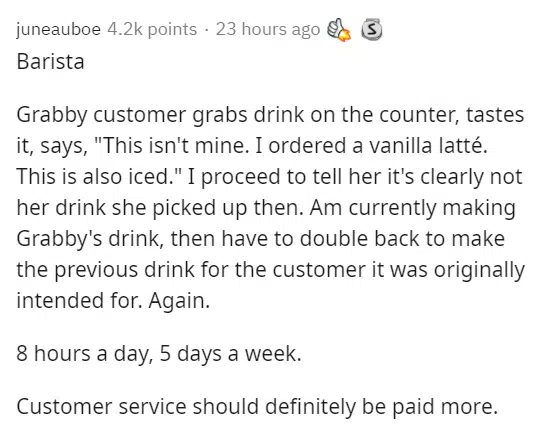 juneauboe 4.2k points · 23 hours ago S
Barista
Grabby customer grabs drink on the counter, tastes
it, says, "This isn't mine. I ordered a vanilla latté.
This is also iced." I proceed to tell her it's clearly not
her drink she picked up then. Am currently making
Grabby's drink, then have to double back to make
the previous drink for the customer it was originally
intended for. Again.
8 hours a day, 5 days a week.
Customer service should definitely be paid more.